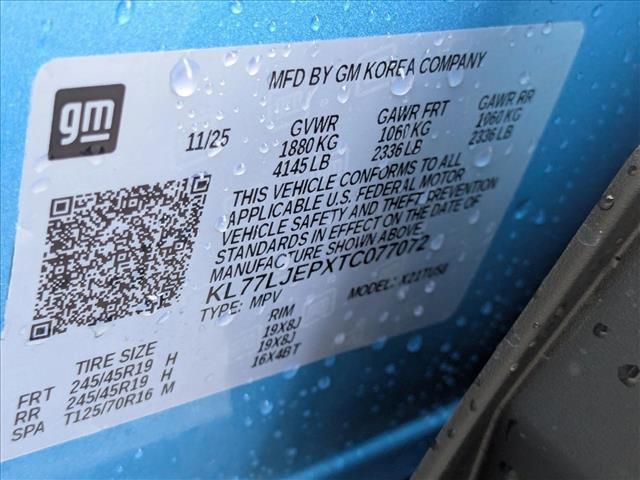 MFD BY GM KOREA COMPANY
gm
11/25 GVWR GAWR FRT GAWR RR
1880 KG 1060 KG 1060 KG
4145 LB 2336 LB 2336 LB
THIS VEHICLE CONFORMS TO ALL
APPLICABLE U.S. FEDERAL MOTOR
VEHICLE SAFETY AND THEFT PREVENTION
STANDARDS IN EFFECT ON THE DATE OF
MANUFACTURE SHOWN ABOVE.
KL77LJEPXTC077072
TYPE: MPV MODEL: X21TUS8
TIRE SIZE RIM
FRT 245/45R19 H 19X8J
RR 245/45R19 H 19X8J
SPA T125/70R16 M 16X4BT